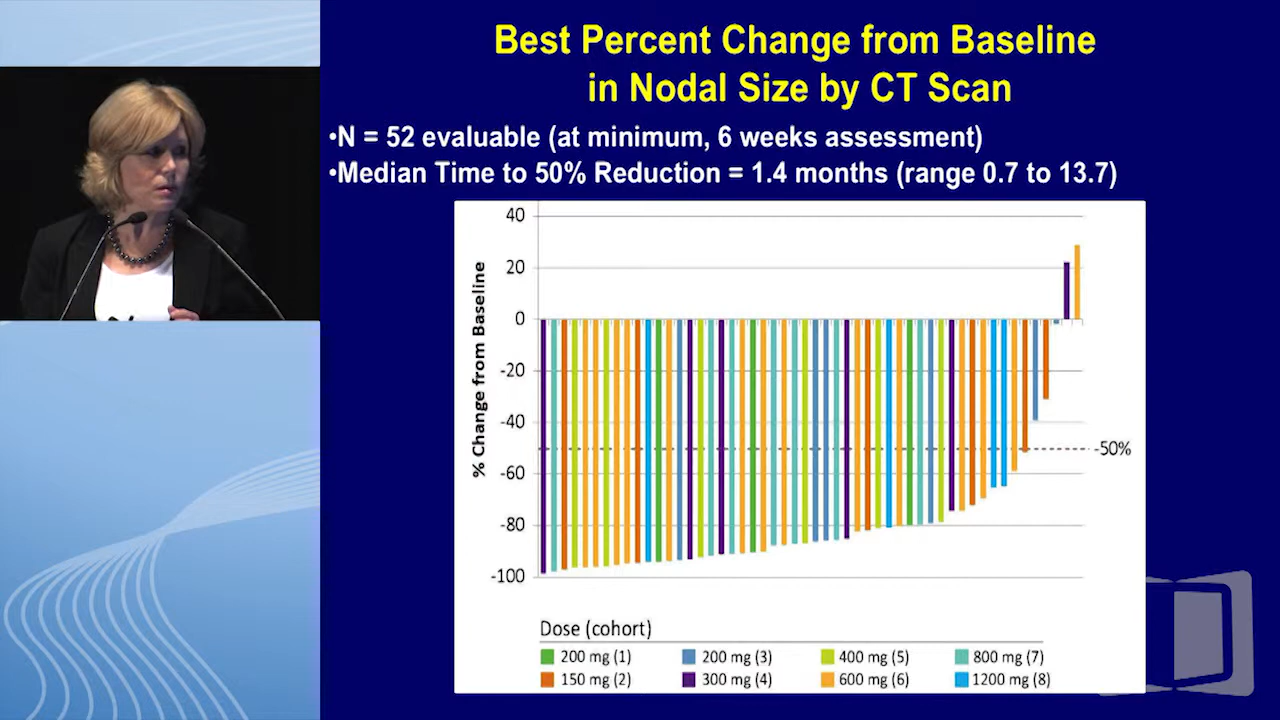 Best Percent Change from Baseline
in Nodal Size by CT Scan
•N = 52 evaluable (at minimum, 6 weeks assessment)
•Median Time to 50% Reduction = 1.4 months (range 0.7 to 13.7)
% Change from Baseline
40
20
0
-20
-40
-50%
-60
-80
-100
Dose (cohort)
200 mg (1) 200 mg (3) 400 mg (5) 800 mg (7)
150 mg (2) 300 mg (4) 600 mg (6) 1200 mg (8)